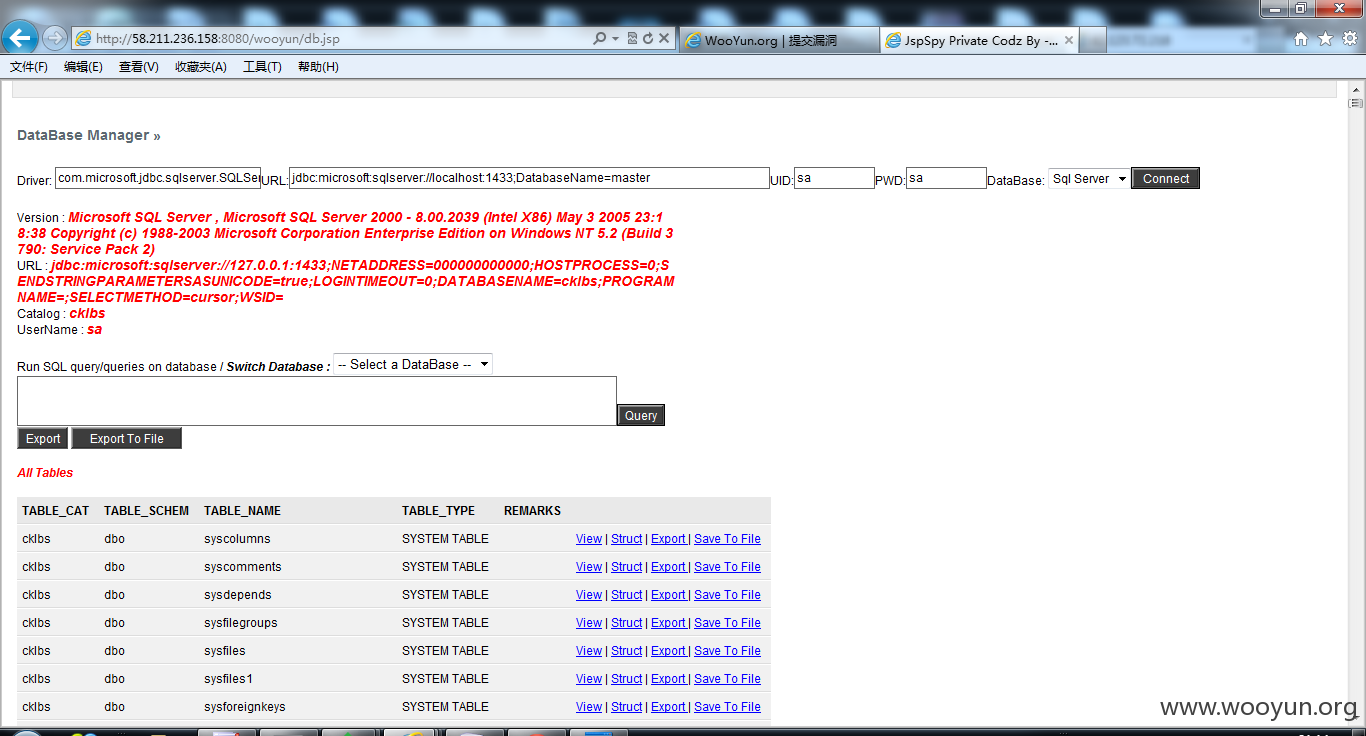 http://58.211.236.158:8080/wooyun/db.jsp
WooYun.org | 提交漏洞
JspSpy Private Codz By -...
文件(F) 编辑(E) 查看(V) 收藏夹(A) 工具(T) 帮助(H)
DataBase Manager »
Driver: com.microsoft.jdbc.sqlserver.SQLSer URL: jdbc:microsoft:sqlserver://localhost:1433;DatabaseName=master UID: sa PWD: sa DataBase: Sql Server Connect
Version : Microsoft SQL Server , Microsoft SQL Server 2000 - 8.00.2039 (Intel X86) May 3 2005 23:1
8:38 Copyright (c) 1988-2003 Microsoft Corporation Enterprise Edition on Windows NT 5.2 (Build 3
790: Service Pack 2)
URL : jdbc:microsoft:sqlserver://127.0.0.1:1433;NETADDRESS=000000000000;HOSTPROCESS=0;S
ENDSTRINGPARAMETERSASUNICODE=true;LOGINTIMEOUT=0;DATABASENAME=cklbs;PROGRAM
NAME=;SELECTMETHOD=cursor;WSID=
Catalog : cklbs
UserName : sa
Run SQL query/queries on database / Switch Database : -- Select a DataBase --
Query
Export Export To File
All Tables
TABLE_CAT TABLE_SCHEM TABLE_NAME TABLE_TYPE REMARKS
cklbs dbo syscolumns SYSTEM TABLE View | Struct | Export | Save To File
cklbs dbo syscomments SYSTEM TABLE View | Struct | Export | Save To File
cklbs dbo sysdepends SYSTEM TABLE View | Struct | Export | Save To File
cklbs dbo sysfilegroups SYSTEM TABLE View | Struct | Export | Save To File
cklbs dbo sysfiles SYSTEM TABLE View | Struct | Export | Save To File
cklbs dbo sysfiles1 SYSTEM TABLE View | Struct | Export | Save To File
cklbs dbo sysforeignkeys SYSTEM TABLE View | Struct | Export | Save To File
www.wooyun.org